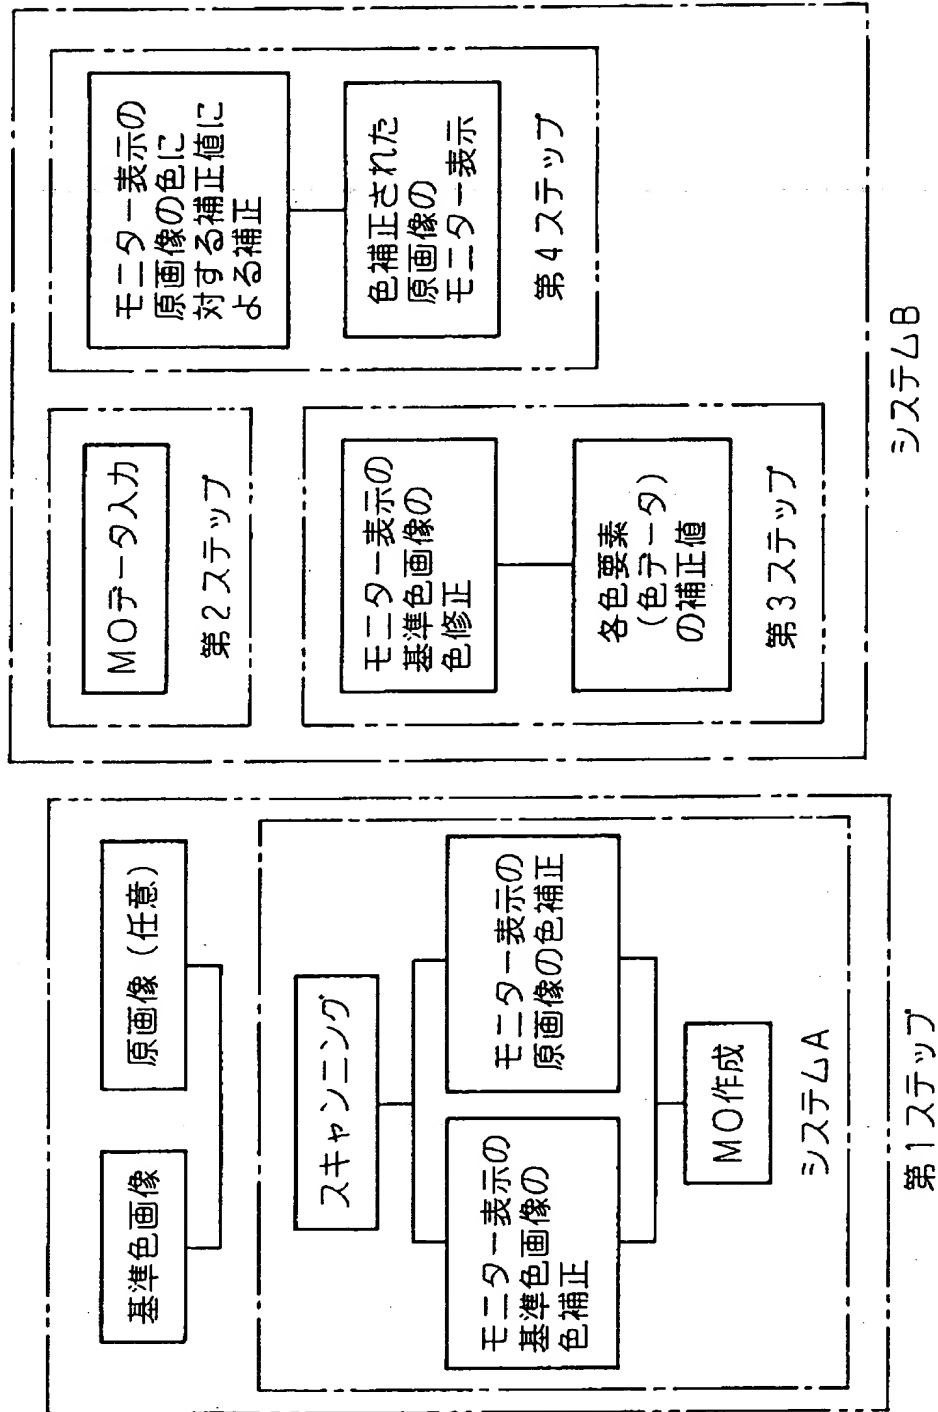 基準色画像
原画像(任意)
スキャンニング
モニター表示の
基準色画像の
色補正
モニター表示の
原画像の色補正
MO作成
システムA
第1ステップ
MOデータ入力
第2ステップ
モニター表示の
基準色画像の
色修正
各色要素
(色データ)
の補正値
第3ステップ
モニター表示の
原画像の色に
対する補正値に
よる補正
色補正された
原画像の
モニター表示
第4ステップ
システムB